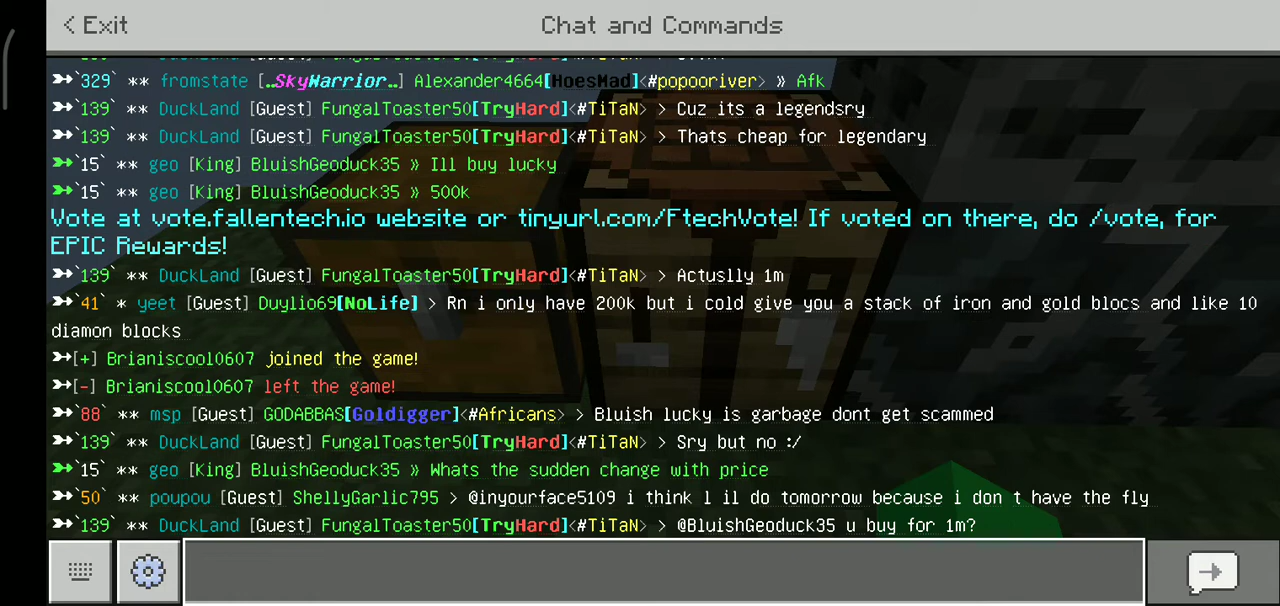 Exit
Chat and Commands
➳`329` ** fromstate [..SkyWarrior..] Alexander4664[HoesMad]<#popooriver> » Afk
➳`139` ** DuckLand [Guest] FungalToaster50[TryHard]<#TiTaN> > Cuz its a legendsry
➳`139` ** DuckLand [Guest] FungalToaster50[TryHard]<#TiTaN> > Thats cheap for legendary
➳`15` ** geo [King] BluishGeoduck35 » Ill buy lucky
➳`15` ** geo [King] BluishGeoduck35 » 500k
Vote at vote.fallentech.io website or tinyurl.com/FtechVote! If voted on there, do /vote, for
EPIC Rewards!
➳`139` ** DuckLand [Guest] FungalToaster50[TryHard]<#TiTaN> > Actuslly 1m
➳`41` * yeet [Guest] Duylio69[NoLife] > Rn i only have 200k but i cold give you a stack of iron and gold blocs and like 10
diamon blocks
➳[+] Brianiscool0607 joined the game!
➳[-] Brianiscool0607 left the game!
➳`88` ** msp [Guest] GODABBAS[Goldigger]<#Africans> > Bluish lucky is garbage dont get scammed
➳`139` ** DuckLand [Guest] FungalToaster50[TryHard]<#TiTaN> > Sry but no :/
➳`15` ** geo [King] BluishGeoduck35 » Whats the sudden change with price
➳`50` ** poupou [Guest] ShellyGarlic795 > @inyourface5109 i think l il do tomorrow because i don t have the fly
➳`139` ** DuckLand [Guest] FungalToaster50[TryHard]<#TiTaN> > @BluishGeoduck35 u buy for 1m?